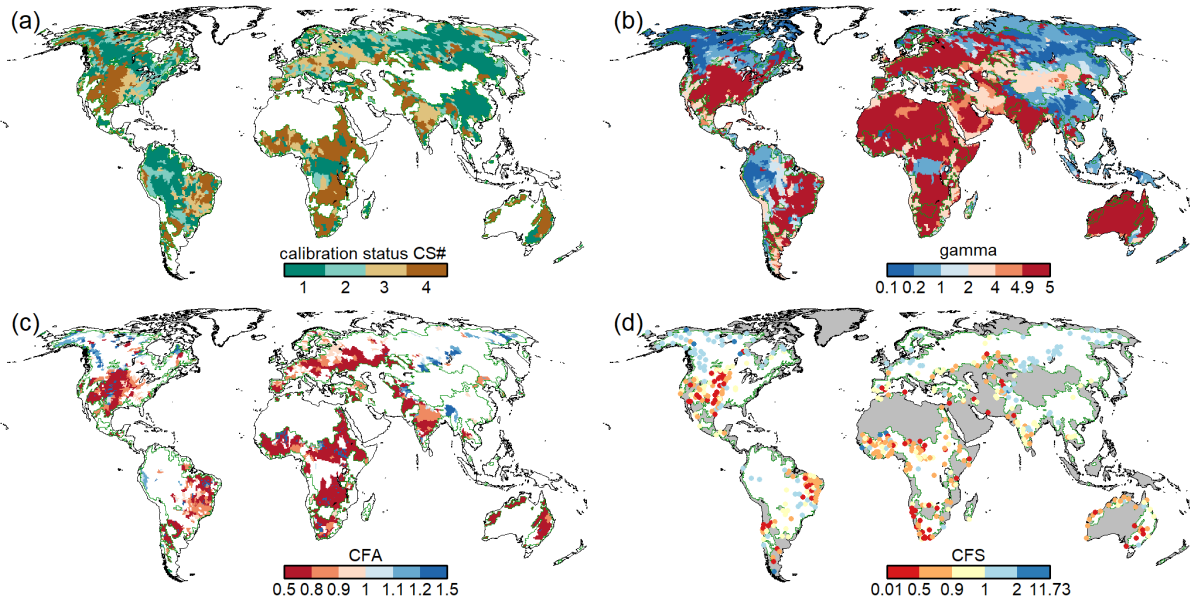 (a)
calibration status CS#
1 2 3 4
(b)
gamma
0.1 0.2 1 2 4 4.9 5
(c)
CFA
0.5 0.8 0.9 1 1.1 1.2 1.5
(d)
CFS
0.01 0.5 0.9 1 2 11.73